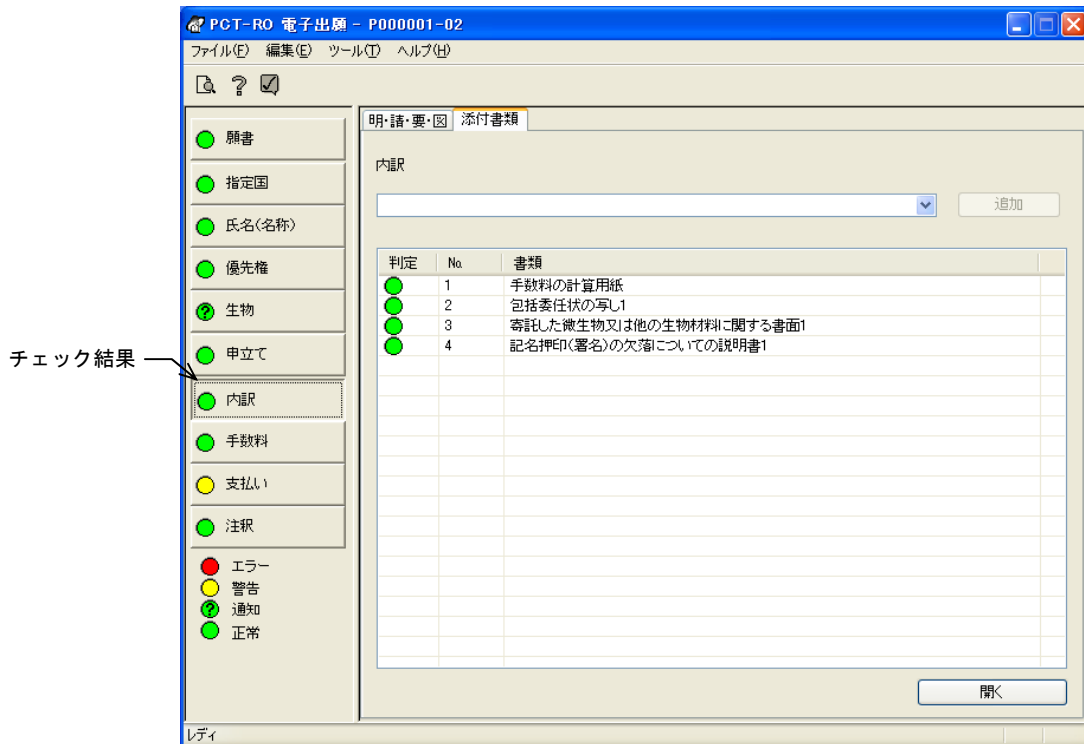 PCT-RO 電子出願 - P000001-02
ファイル(F) 編集(E) ツール(T) ヘルプ(H)
願書
指定国
氏名(名称)
優先権
生物
申立て
チェック結果
内訳
手数料
支払い
注釈
エラー
警告
通知
正常
明・請・要・図 添付書類
内訳
追加
判定 No. 書類
1 手数料の計算用紙
2 包括委任状の写し1
3 寄託した微生物又は他の生物材料に関する書面1
4 記名押印(署名)の欠落についての説明書1
開く
レディ